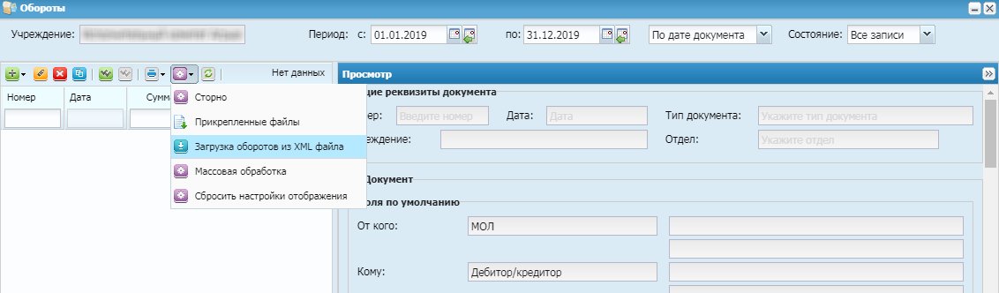 Обороты
Учреждение:
Период: с: 01.01.2019 по: 31.12.2019 По дате документа Состояние: Все записи
Нет данных
Просмотр
Номер Дата Сумма
Сторно
Прикрепленные файлы
Загрузка оборотов из XML файла
Массовая обработка
Сбросить настройки отображения
щие реквизиты документа
ер: Введите номер Дата: Дата Тип документа: Укажите тип документа
еждение: Отдел: Укажите отдел
Документ
оля по умолчанию
От кого: МОЛ
Кому: Дебитор/кредитор